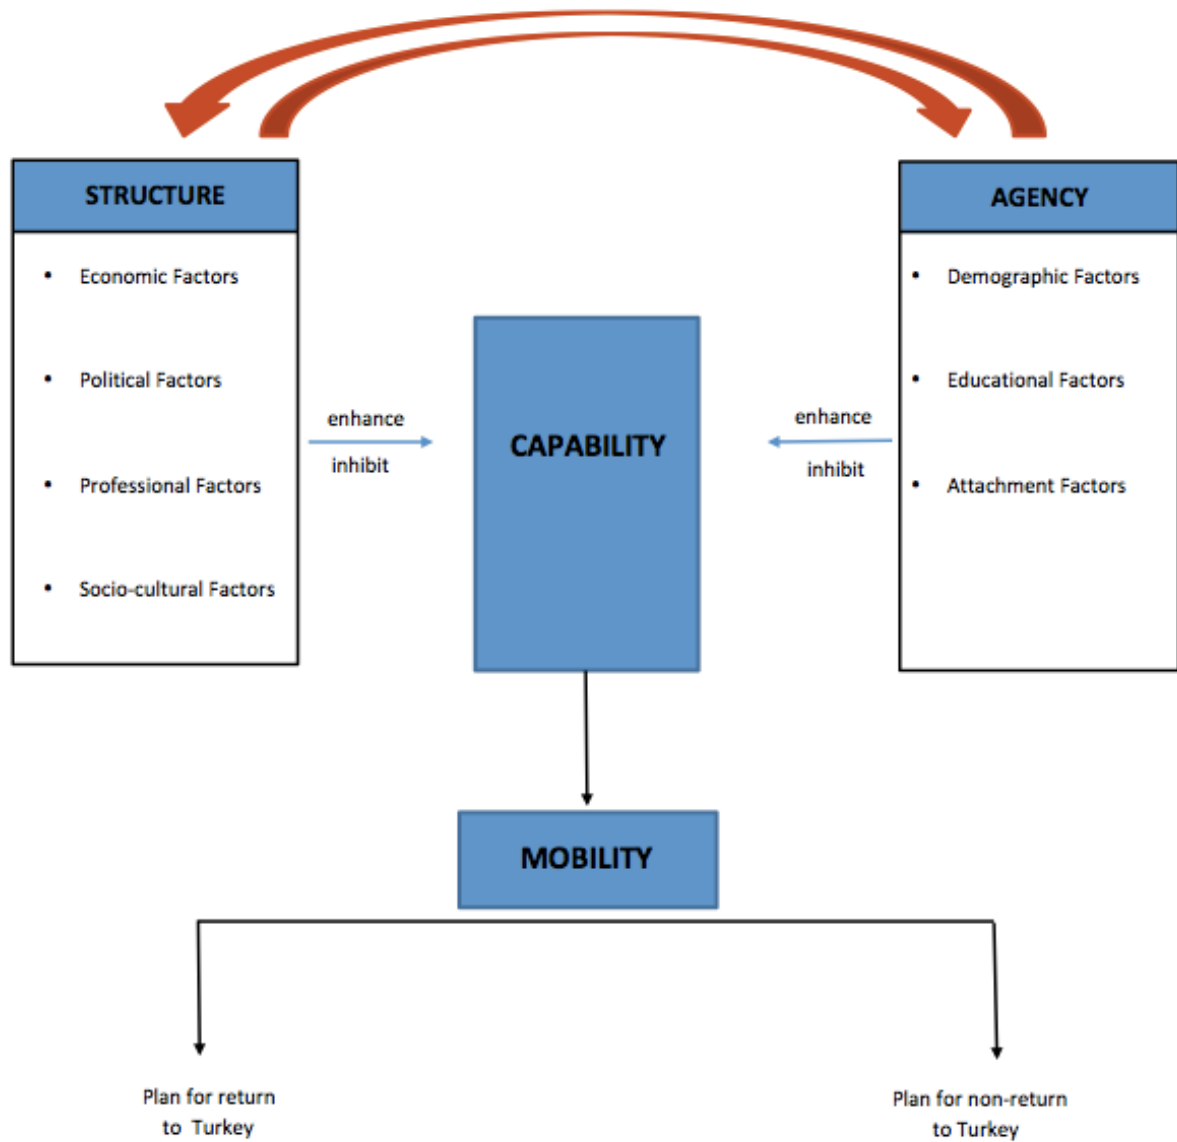 STRUCTURE
• Economic Factors
• Political Factors
• Professional Factors
• Socio-cultural Factors
enhance
inhibit
CAPABILITY
enhance
inhibit
AGENCY
• Demographic Factors
• Educational Factors
• Attachment Factors
MOBILITY
Plan for return
to Turkey
Plan for non-return
to Turkey